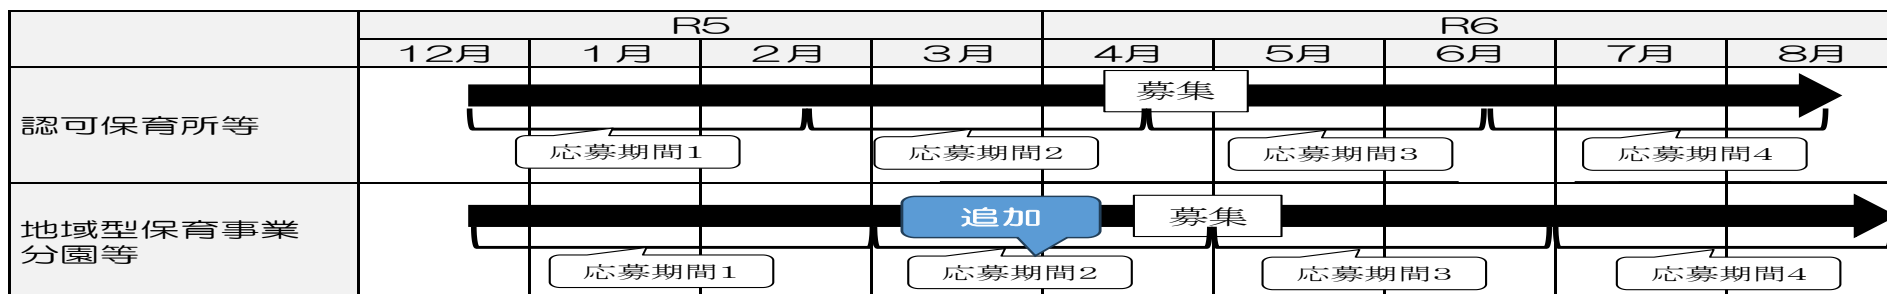 R5 R6
12月 1月 2月 3月 4月 5月 6月 7月 8月
認可保育所等
募集
応募期間1 応募期間2 応募期間3 応募期間4
地域型保育事業
分園等
追加 募集
応募期間1 応募期間2 応募期間3 応募期間4